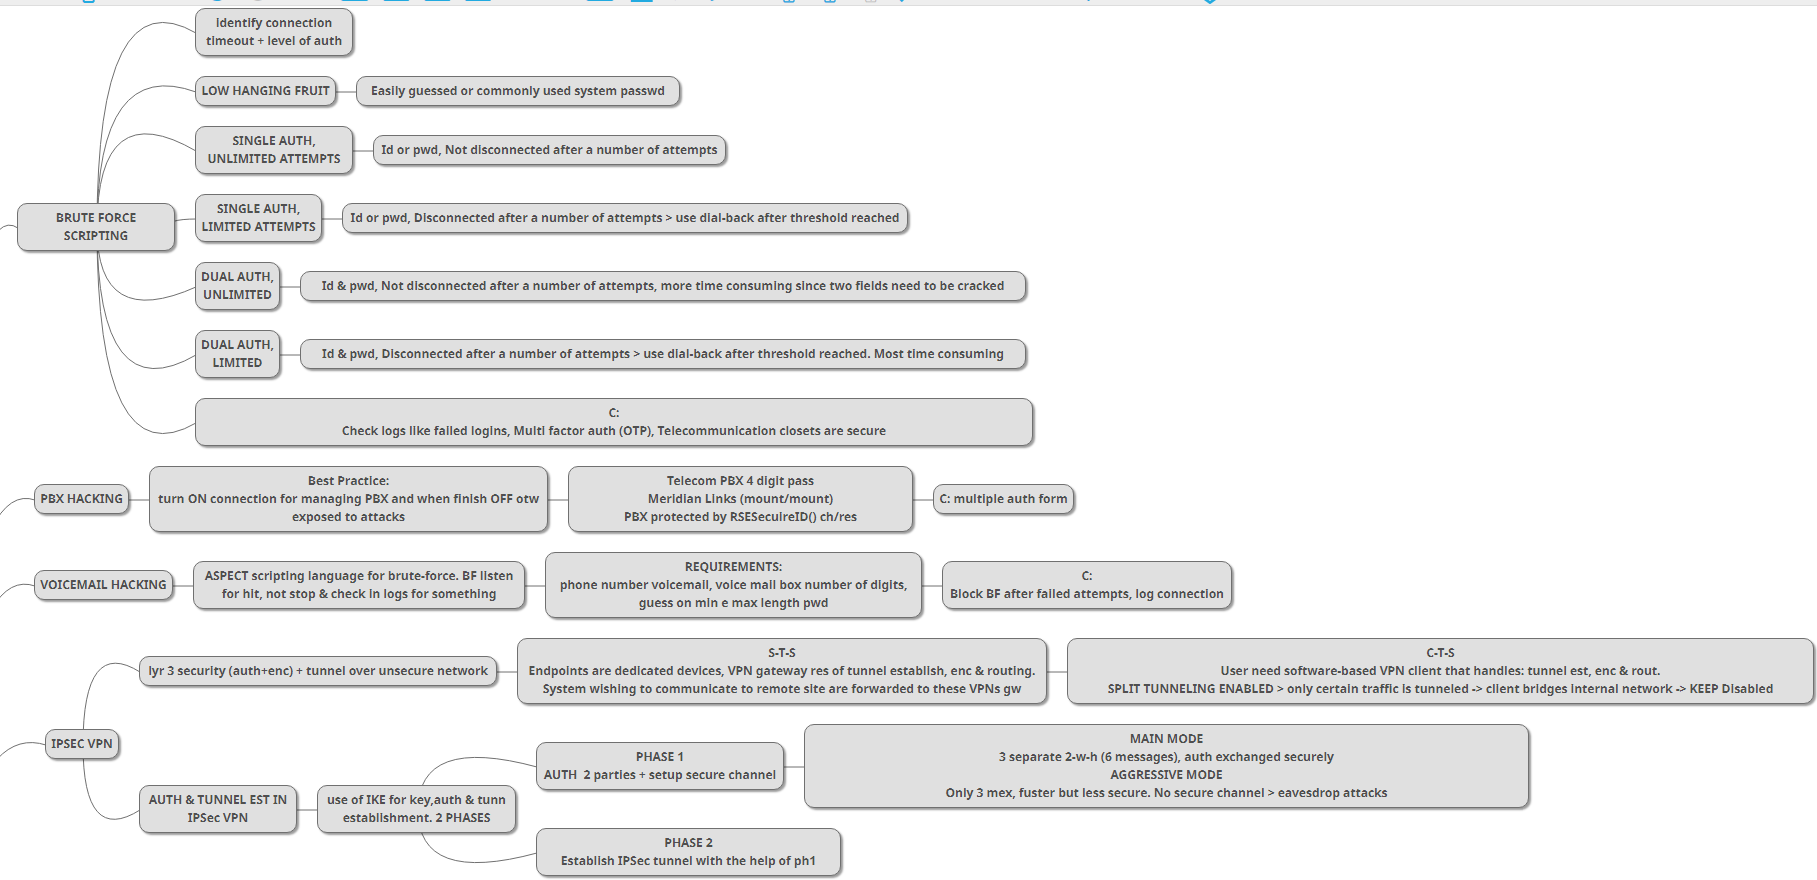 identify connection
timeout + level of auth
LOW HANGING FRUIT
Easily guessed or commonly used system passwd
SINGLE AUTH,
UNLIMITED ATTEMPTS
Id or pwd, Not disconnected after a number of attempts
BRUTE FORCE
SCRIPTING
SINGLE AUTH,
LIMITED ATTEMPTS
Id or pwd, Disconnected after a number of attempts > use dial-back after threshold reached
DUAL AUTH,
UNLIMITED
Id & pwd, Not disconnected after a number of attempts, more time consuming since two fields need to be cracked
DUAL AUTH,
LIMITED
Id & pwd, Disconnected after a number of attempts > use dial-back after threshold reached. Most time consuming
C:
Check logs like failed logins, Multi factor auth (OTP), Telecommunication closets are secure
PBX HACKING
Best Practice:
turn ON connection for managing PBX and when finish OFF otw
exposed to attacks
Telecom PBX 4 digit pass
Meridian Links (mount/mount)
PBX protected by RSESecuireID() ch/res
C: multiple auth form
VOICEMAIL HACKING
ASPECT scripting language for brute-force. BF listen
for hit, not stop & check in logs for something
REQUIREMENTS:
phone number voicemail, voice mail box number of digits,
guess on min e max length pwd
C:
Block BF after failed attempts, log connection
IPSEC VPN
lyr 3 security (auth+enc) + tunnel over unsecure network
S-T-S
Endpoints are dedicated devices, VPN gateway res of tunnel establish, enc & routing.
System wishing to communicate to remote site are forwarded to these VPNs gw
C-T-S
User need software-based VPN client that handles: tunnel est, enc & rout.
SPLIT TUNNELING ENABLED > only certain traffic is tunneled -> client bridges internal network -> KEEP Disabled
AUTH & TUNNEL EST IN
IPSec VPN
use of IKE for key,auth & tunn
establishment. 2 PHASES
PHASE 1
AUTH  2 parties + setup secure channel
MAIN MODE
3 separate 2-w-h (6 messages), auth exchanged securely
AGGRESSIVE MODE
Only 3 mex, fuster but less secure. No secure channel > eavesdrop attacks
PHASE 2
Establish IPSec tunnel with the help of ph1